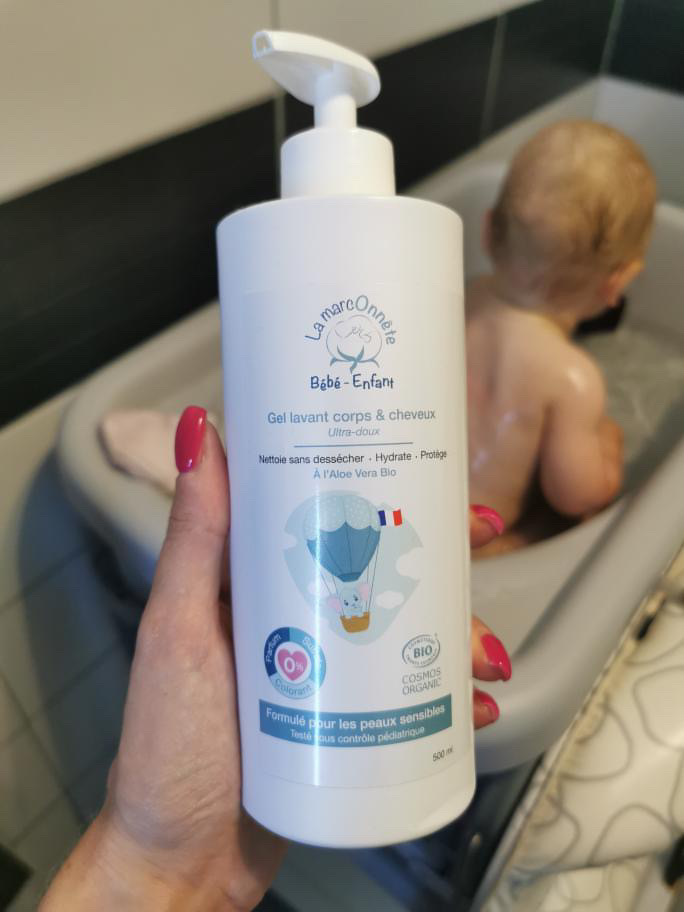 La marcOnnête
Bébé - Enfant
Gel lavant corps & cheveux
Ultra-doux
Nettoie sans dessécher · Hydrate · Protège
À l'Aloe Vera Bio
Parfum
0%
Colorant
BIO
COSMOS
ORGANIC
Formulé pour les peaux sensibles
Testé sous contrôle pédiatrique
500 ml